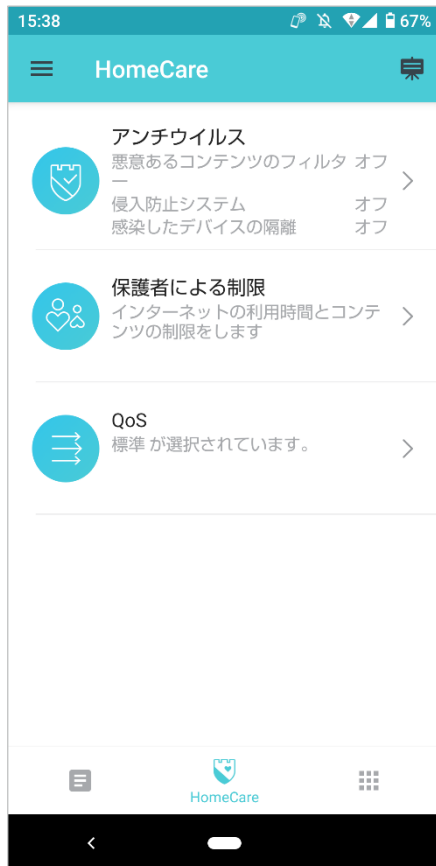 15:38
67%
HomeCare
アンチウイルス
悪意あるコンテンツのフィルタ オフ
ー
侵入防止システム オフ
感染したデバイスの隔離 オフ
保護者による制限
インターネットの利用時間とコンテ
ンツの制限をします
QoS
標準 が選択されています。
HomeCare